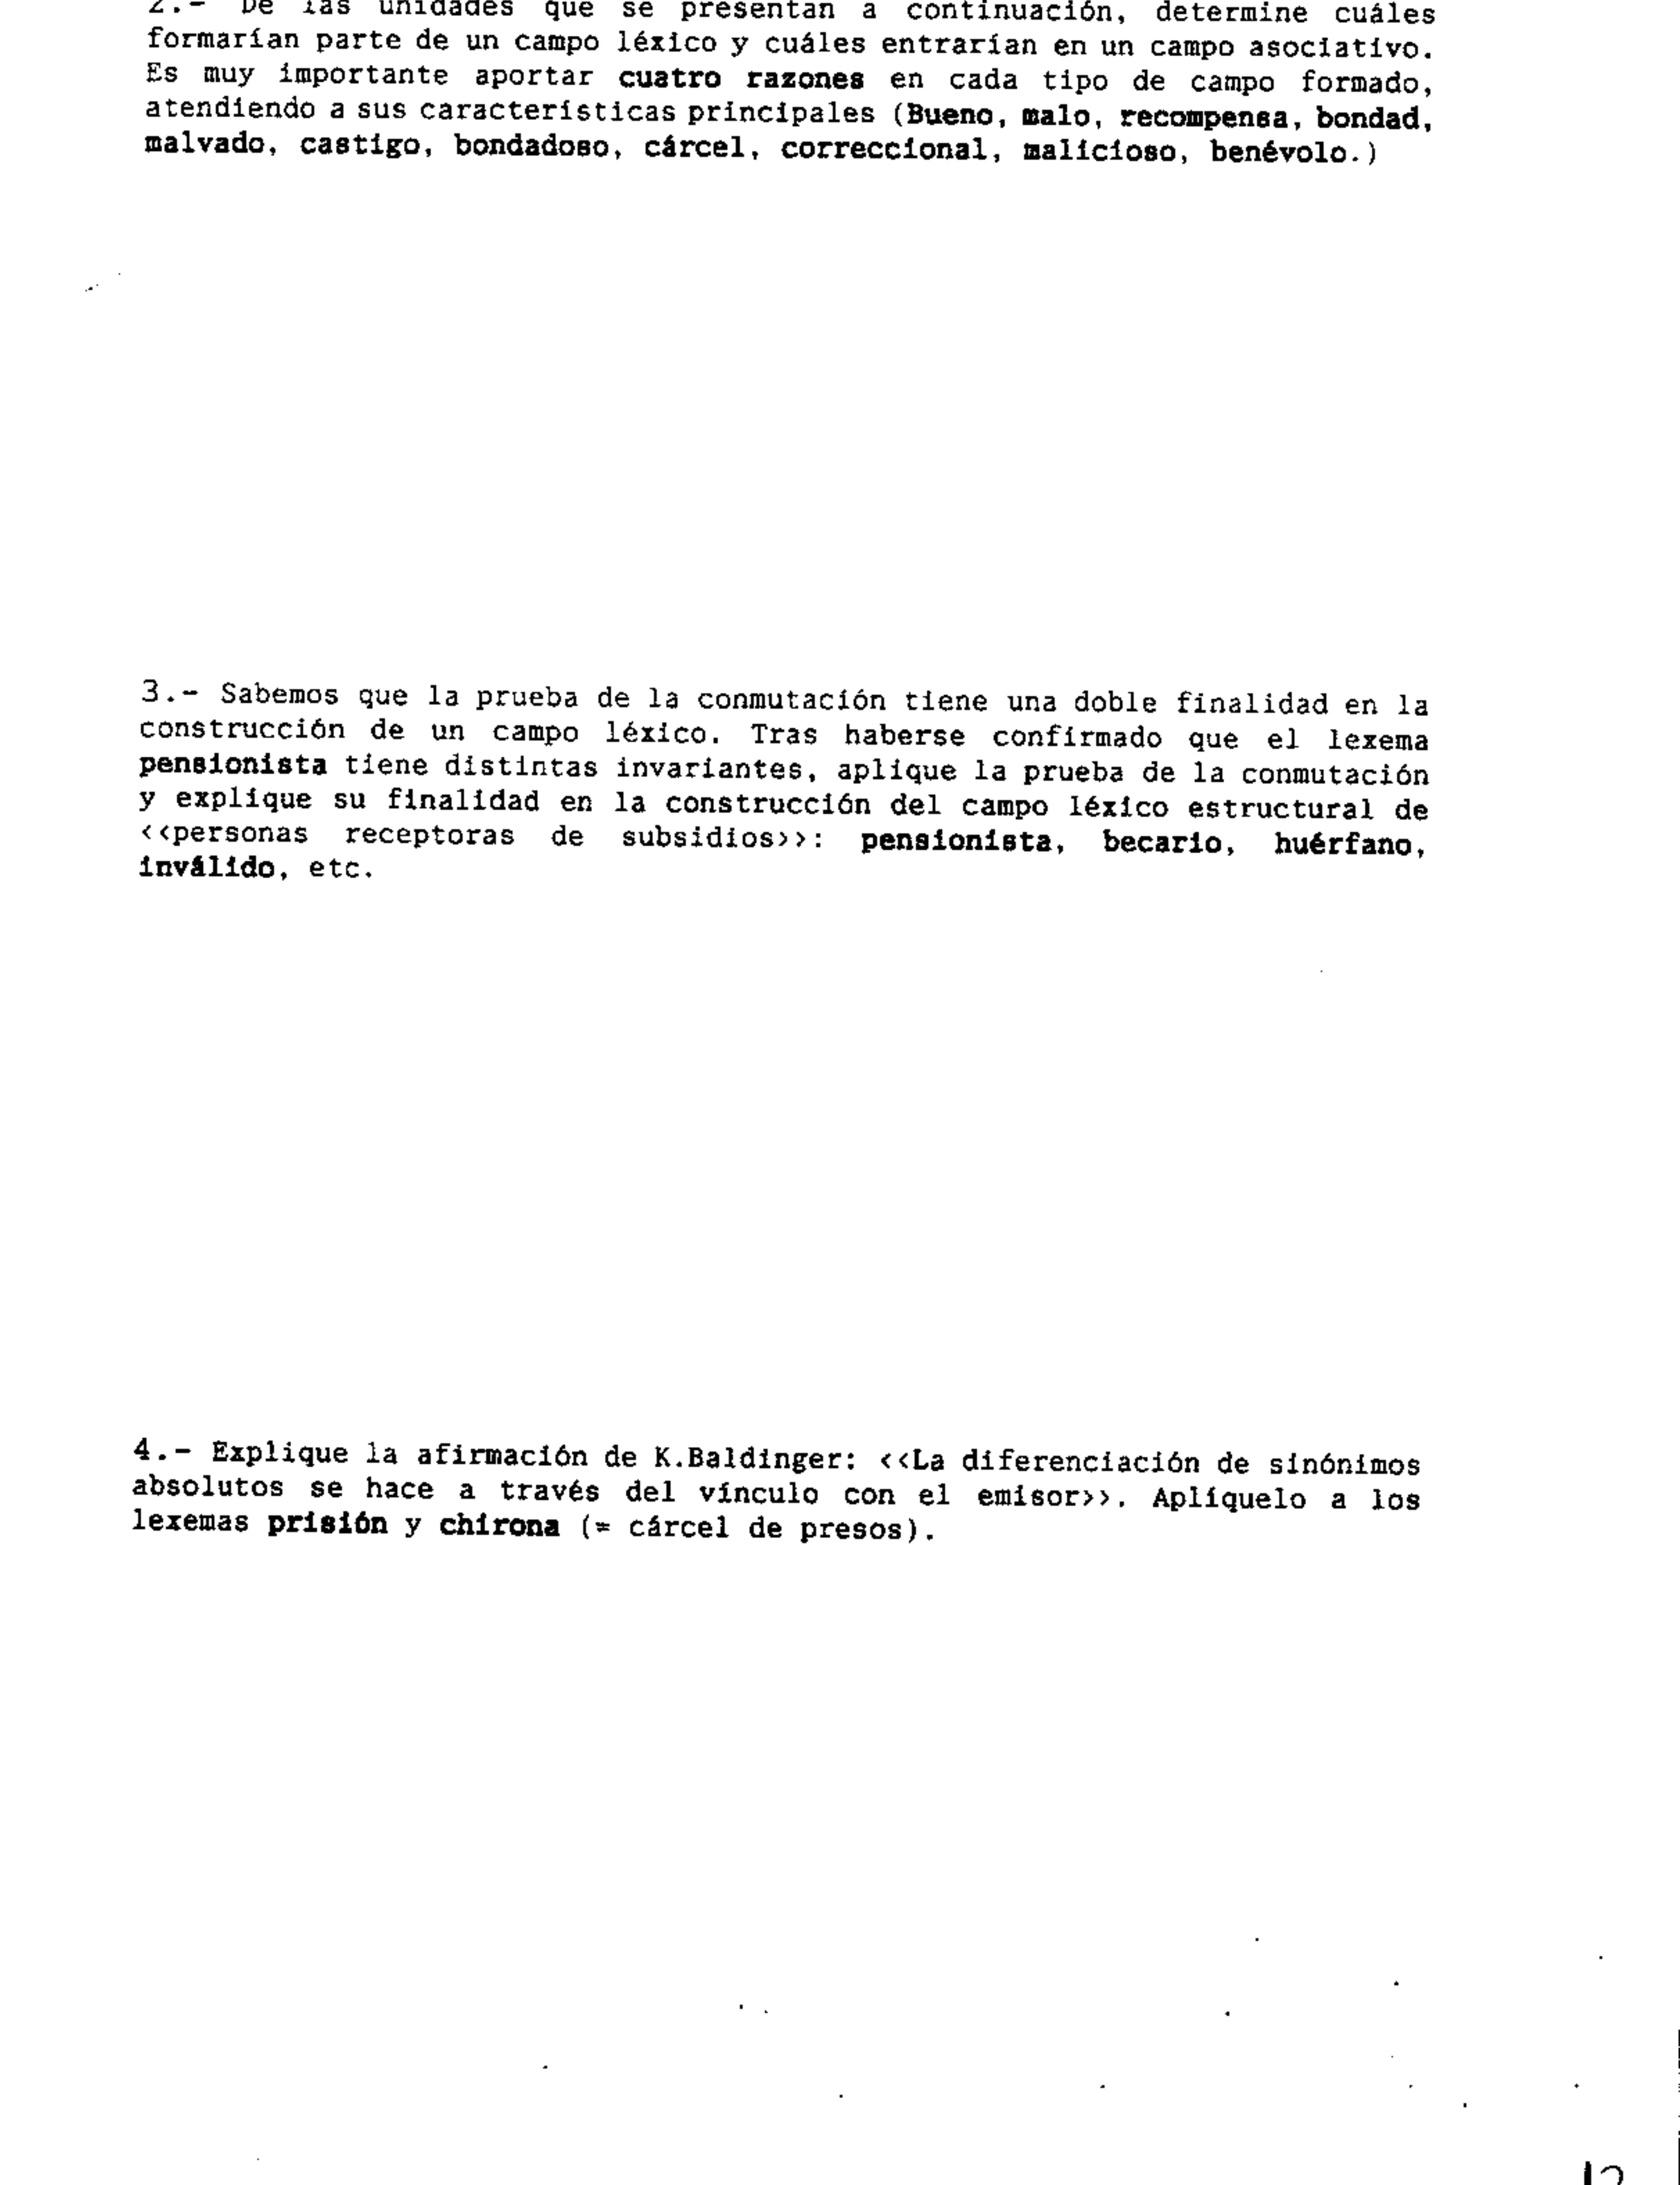 2.- De las unidades que se presentan a continuación, determine cuáles
formarían parte de un campo léxico y cuáles entrarían en un campo asociativo.
Es muy importante aportar cuatro razones en cada tipo de campo formado,
atendiendo a sus características principales (Bueno, malo, recompensa, bondad,
malvado, castigo, bondadoso, cárcel, correccional, malicioso, benévolo.)
3.- Sabemos que la prueba de la conmutación tiene una doble finalidad en la
construcción de un campo léxico. Tras haberse confirmado que el lexema
pensionista tiene distintas invariantes, aplique la prueba de la conmutación
y explique su finalidad en la construcción del campo léxico estructural de
<<personas receptoras de subsidios>>: pensionista, becario, huérfano,
inválido, etc.
4.- Explique la afirmación de K.Baldinger: <<La diferenciación de sinónimos
absolutos se hace a través del vínculo con el emisor>>. Aplíquelo a los
lexemas prisión y chirona (= cárcel de presos).